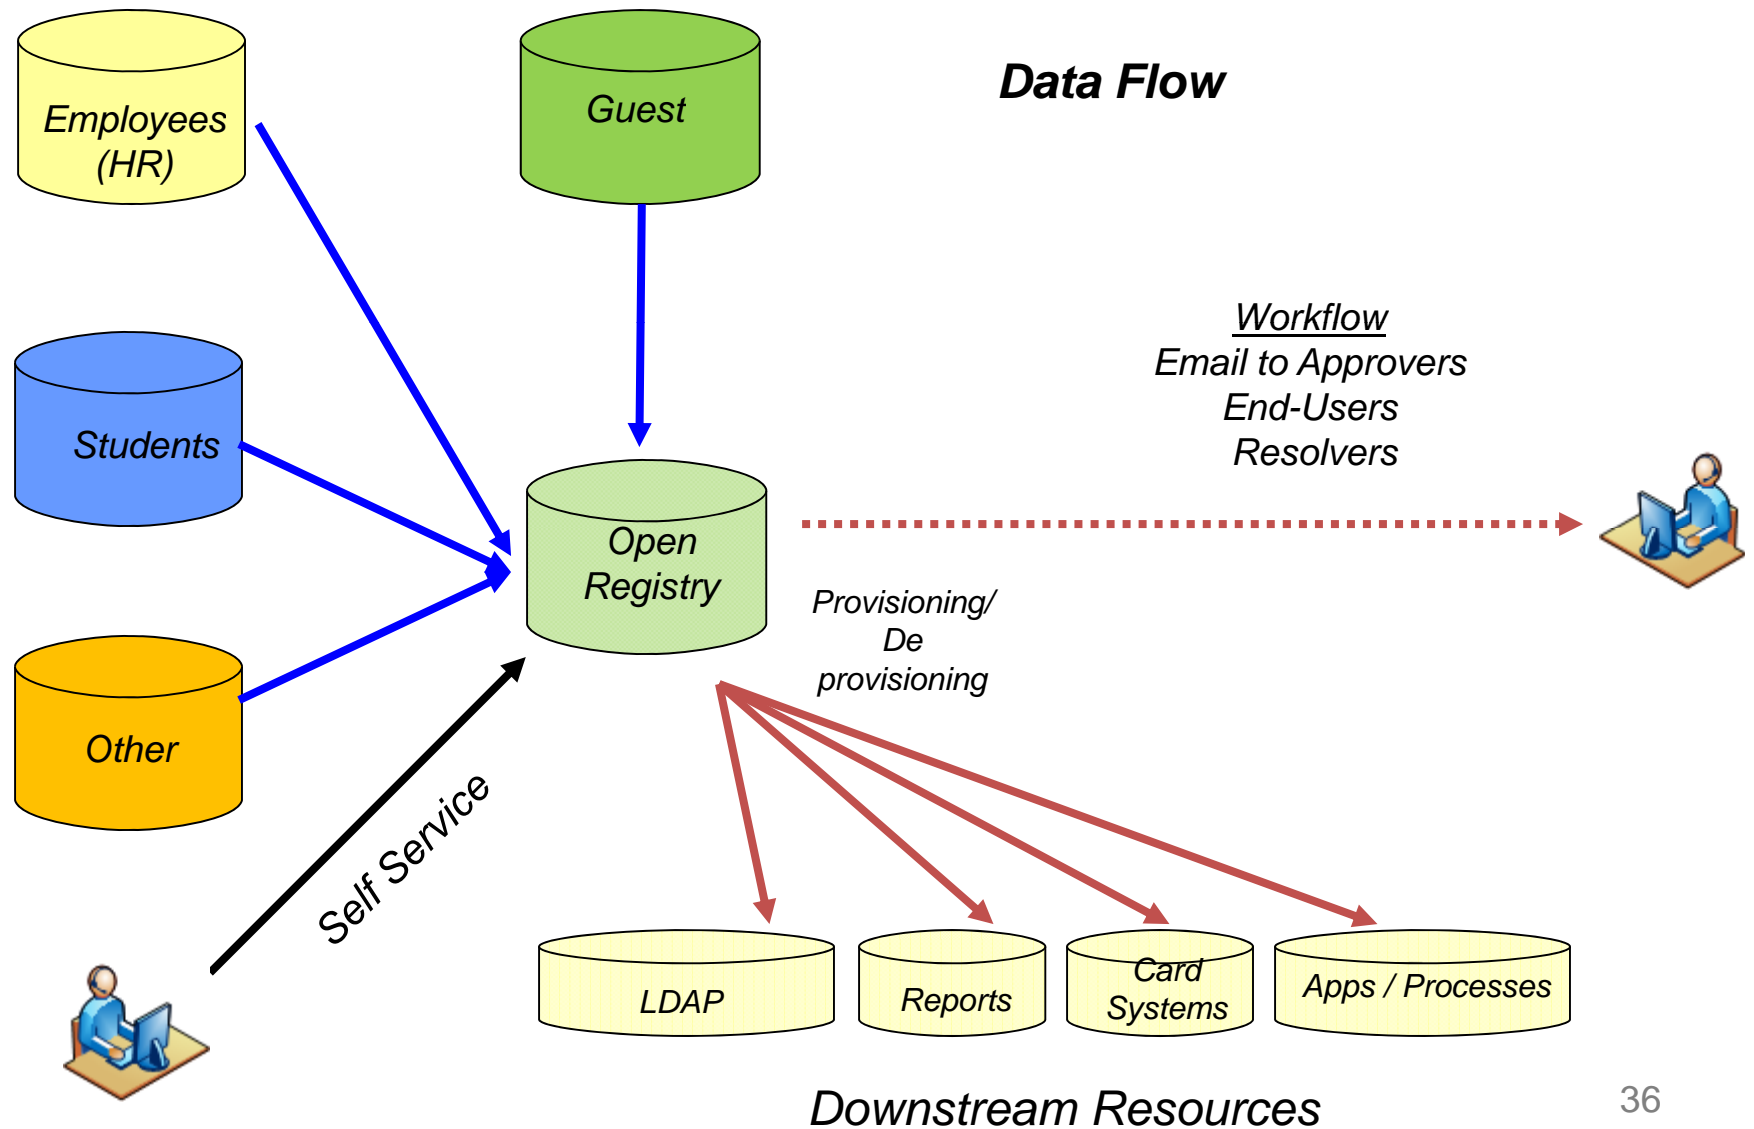 Data Flow
Employees
(HR)
Guest
Students
Other
Open
Registry
Workflow
Email to Approvers
End-Users
Resolvers
Provisioning/
De
provisioning
Self Service
LDAP
Reports
Card
Systems
Apps / Processes
Downstream Resources
36